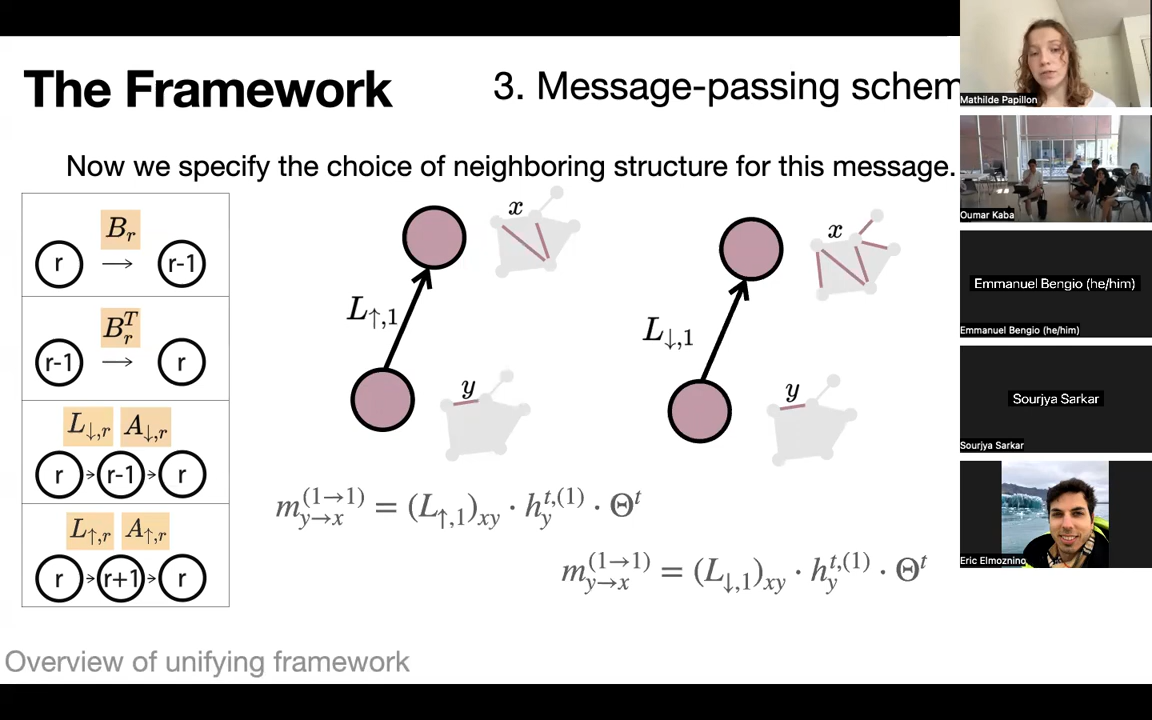 The Framework
3. Message-passing schem
Now we specify the choice of neighboring structure for this message.
B_r
r → r-1
B_r^T
r-1 → r
L_{↓,r} A_{↓,r}
r → r-1 → r
L_{↑,r} A_{↑,r}
r → r+1 → r
x
L_{↑,1}
y
m_{y→x}^{(1→1)} = (L_{↑,1})_{xy} · h_y^{t,(1)} · Θ^t
x
L_{↓,1}
y
m_{y→x}^{(1→1)} = (L_{↓,1})_{xy} · h_y^{t,(1)} · Θ^t
Overview of unifying framework
Mathilde Papillon
Oumar Kaba
Emmanuel Bengio (he/him)
Emmanuel Bengio (he/him)
Sourjya Sarkar
Sourjya Sarkar
Eric Elmoznino